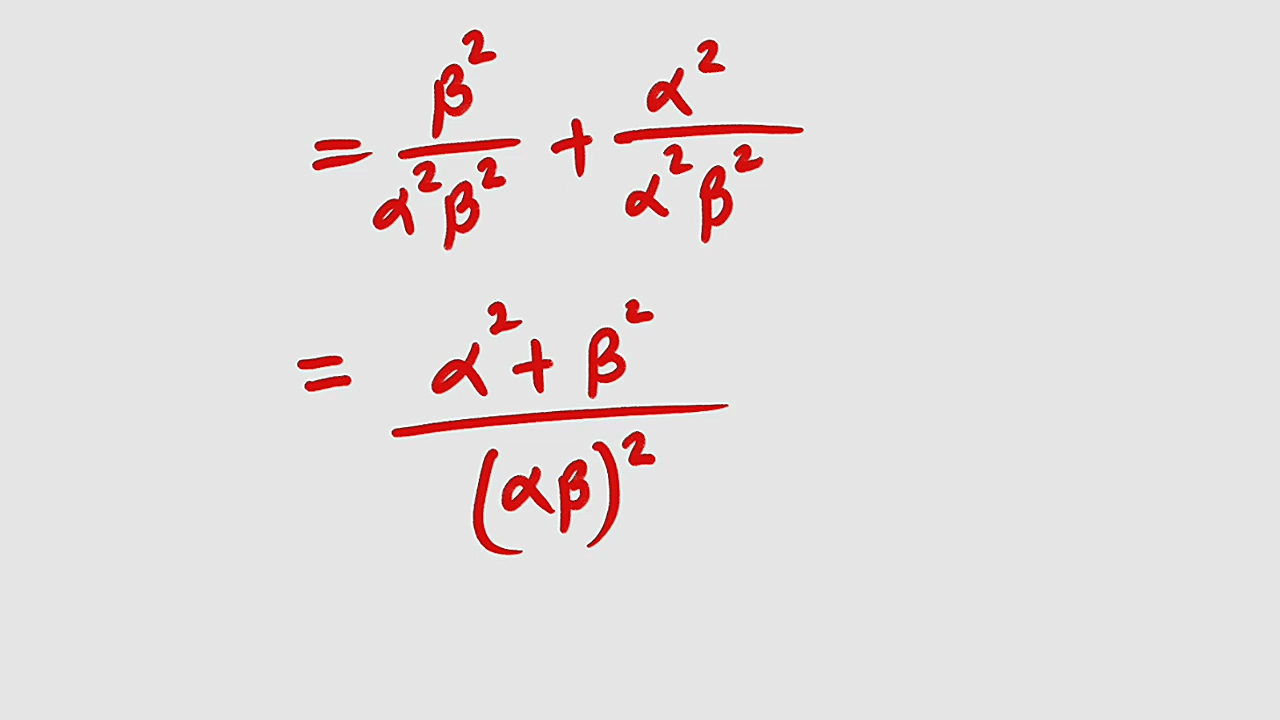 = β²/α²β² + α²/α²β²
= α² + β²/(αβ)²